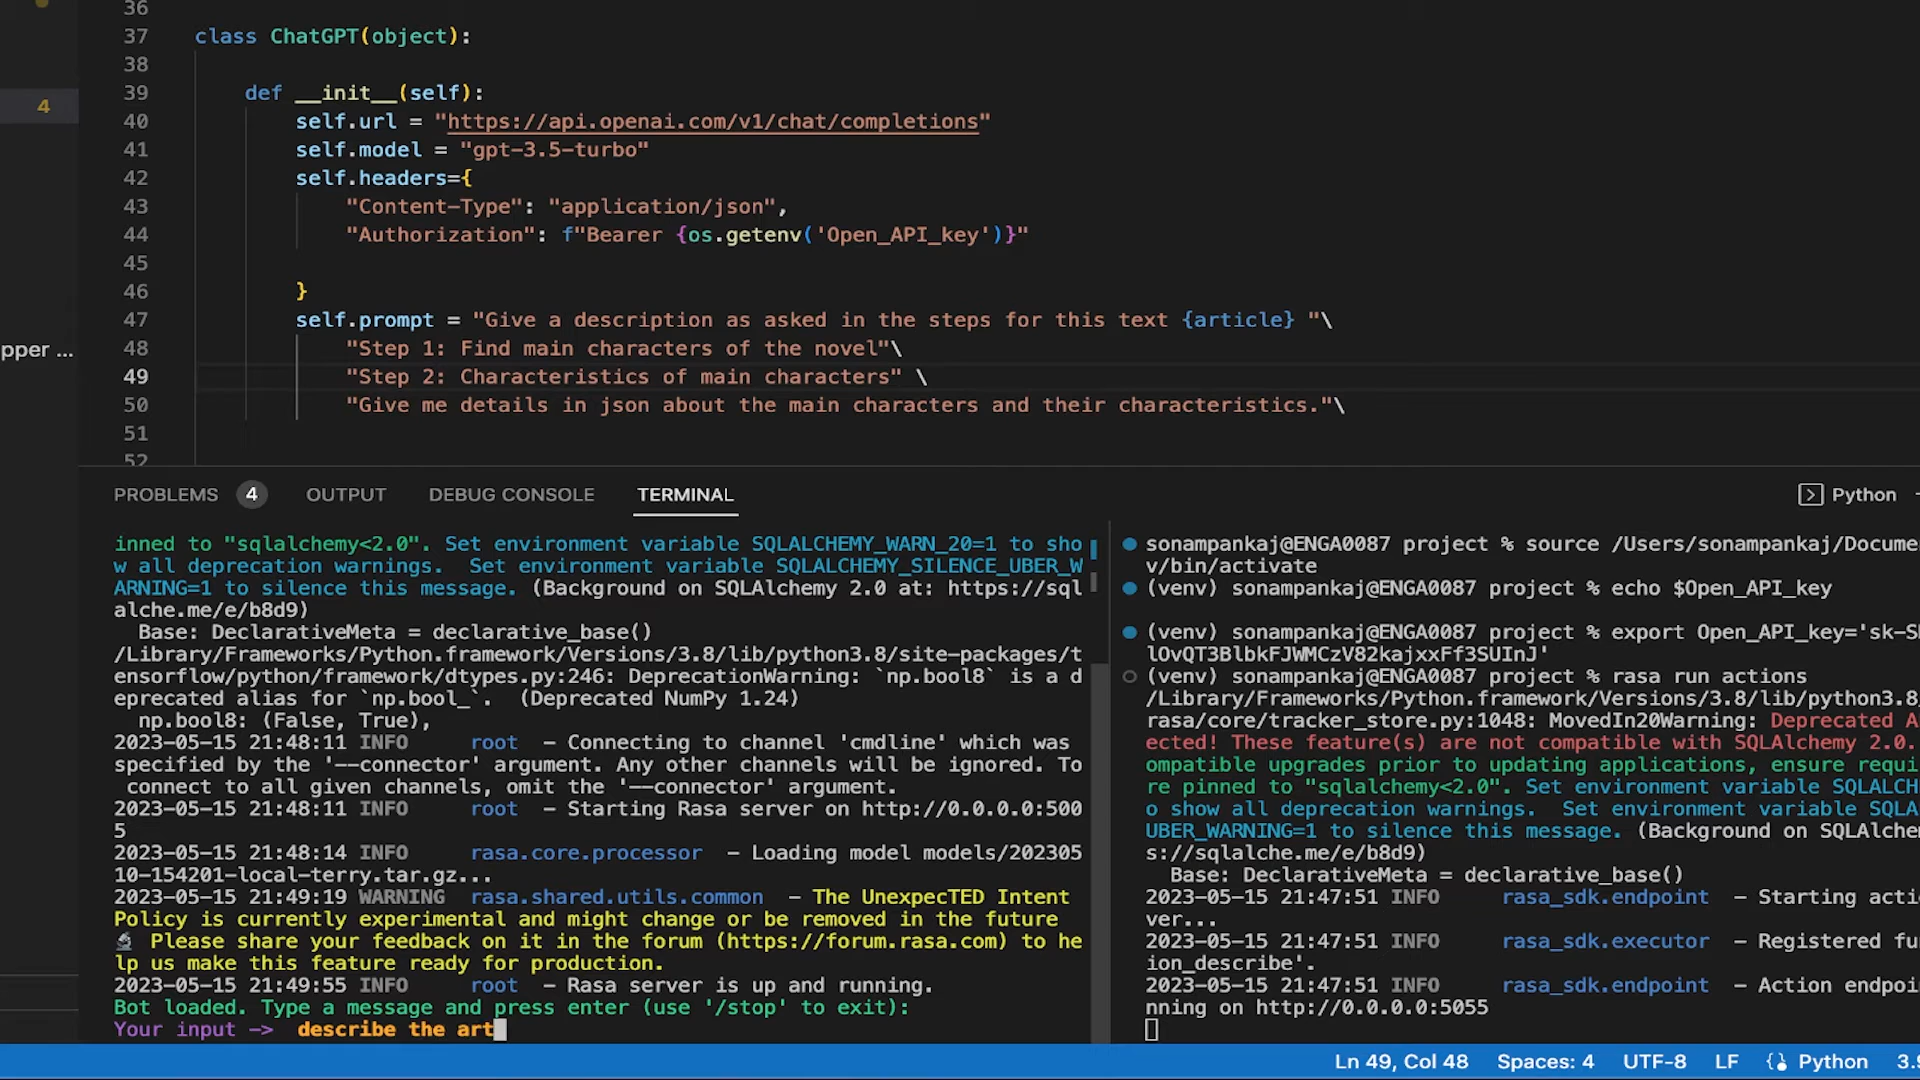 36
37 class ChatGPT(object):
38
39 def __init__(self):
40 self.url = "https://api.openai.com/v1/chat/completions"
4
41 self.model = "gpt-3.5-turbo"
42 self.headers={
43 "Content-Type": "application/json",
44 "Authorization": f"Bearer {os.getenv('Open_API_key')}"
45
46 }
47 self.prompt = "Give a description as asked in the steps for this text {article} "\
48 "Step 1: Find main characters of the novel"\
pper ...
49 "Step 2: Characteristics of main characters" \
50 "Give me details in json about the main characters and their characteristics."\
51
52
PROBLEMS 4 OUTPUT DEBUG CONSOLE TERMINAL
Python
inned to "sqlalchemy<2.0". Set environment variable SQLALCHEMY_WARN_20=1 to sho
w all deprecation warnings.  Set environment variable SQLALCHEMY_SILENCE_UBER_W
ARNING=1 to silence this message. (Background on SQLAlchemy 2.0 at: https://sql
alche.me/e/b8d9)
Base: DeclarativeMeta = declarative_base()
/Library/Frameworks/Python.framework/Versions/3.8/lib/python3.8/site-packages/t
ensorflow/python/framework/dtypes.py:246: DeprecationWarning: `np.bool8` is a d
eprecated alias for `np.bool_`.  (Deprecated NumPy 1.24)
np.bool8: (False, True),
2023-05-15 21:48:11 INFO root - Connecting to channel 'cmdline' which was
specified by the '--connector' argument. Any other channels will be ignored. To
connect to all given channels, omit the '--connector' argument.
2023-05-15 21:48:11 INFO root - Starting Rasa server on http://0.0.0.0:500
5
2023-05-15 21:48:14 INFO rasa.core.processor - Loading model models/202305
10-154201-local-terry.tar.gz...
2023-05-15 21:49:19 WARNING rasa.shared.utils.common - The UnexpecTED Intent
Policy is currently experimental and might change or be removed in the future
Please share your feedback on it in the forum (https://forum.rasa.com) to he
lp us make this feature ready for production.
2023-05-15 21:49:55 INFO root - Rasa server is up and running.
Bot loaded. Type a message and press enter (use '/stop' to exit):
Your input -> describe the art
sonampankaj@ENGA0087 project % source /Users/sonampankaj/Docume
v/bin/activate
(venv) sonampankaj@ENGA0087 project % echo $Open_API_key
(venv) sonampankaj@ENGA0087 project % export Open_API_key='sk-S
lOvQT3BlbkFJWMCzV82kajxxFf3SUInJ'
(venv) sonampankaj@ENGA0087 project % rasa run actions
/Library/Frameworks/Python.framework/Versions/3.8/lib/python3.8
rasa/core/tracker_store.py:1048: MovedIn20Warning: Deprecated A
ected! These feature(s) are not compatible with SQLAlchemy 2.0.
ompatible upgrades prior to updating applications, ensure requi
re pinned to "sqlalchemy<2.0". Set environment variable SQLALCH
o show all deprecation warnings.  Set environment variable SQLA
UBER_WARNING=1 to silence this message. (Background on SQLAlche
s://sqlalche.me/e/b8d9)
Base: DeclarativeMeta = declarative_base()
2023-05-15 21:47:51 INFO rasa_sdk.endpoint - Starting acti
ver...
2023-05-15 21:47:51 INFO rasa_sdk.executor - Registered fu
ion_describe'.
2023-05-15 21:47:51 INFO rasa_sdk.endpoint - Action endpoi
nning on http://0.0.0.0:5055
Ln 49, Col 48 Spaces: 4 UTF-8 LF Python 3.9